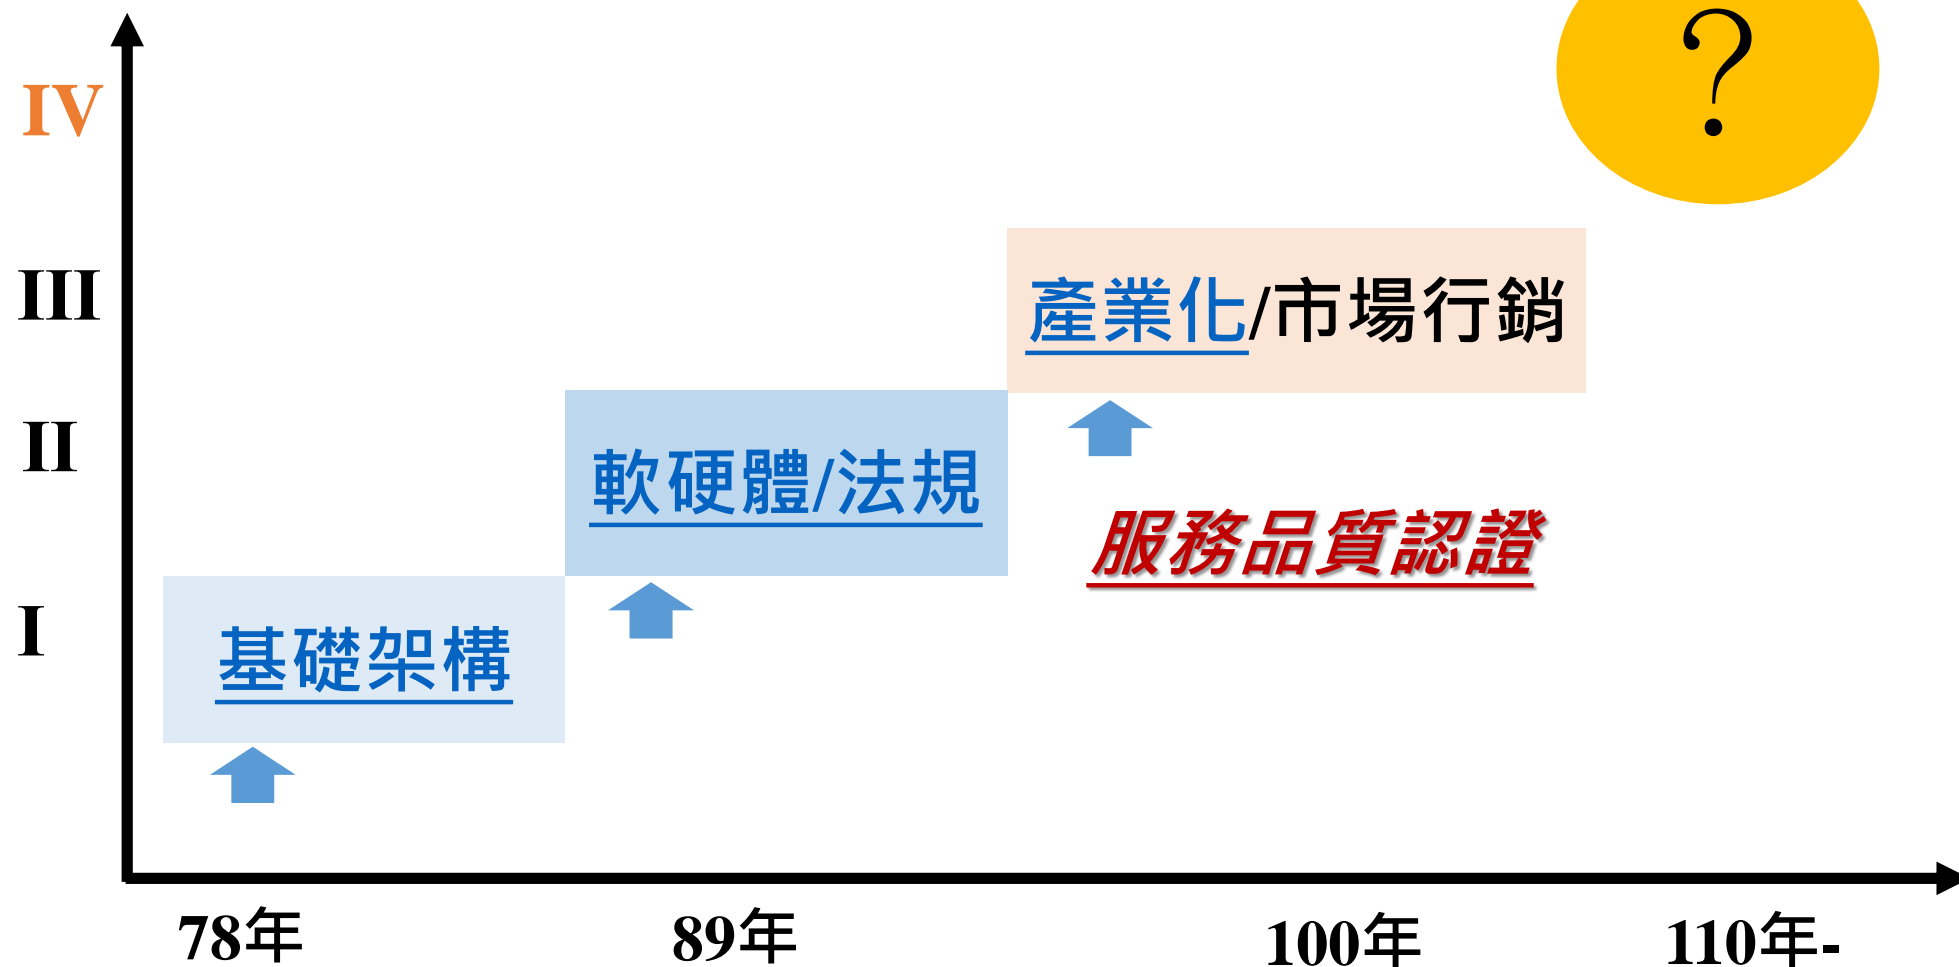 ?
IV
III
產業化/市場行銷
II
軟硬體/法規
服務品質認證
I
基礎架構
78年
89年
100年
110年-